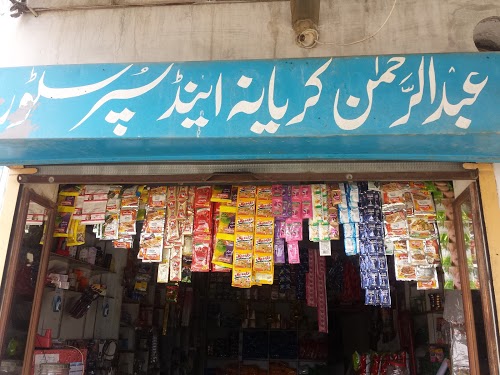 عبدالرحمٰن کریانہ اینڈ سپر سٹور